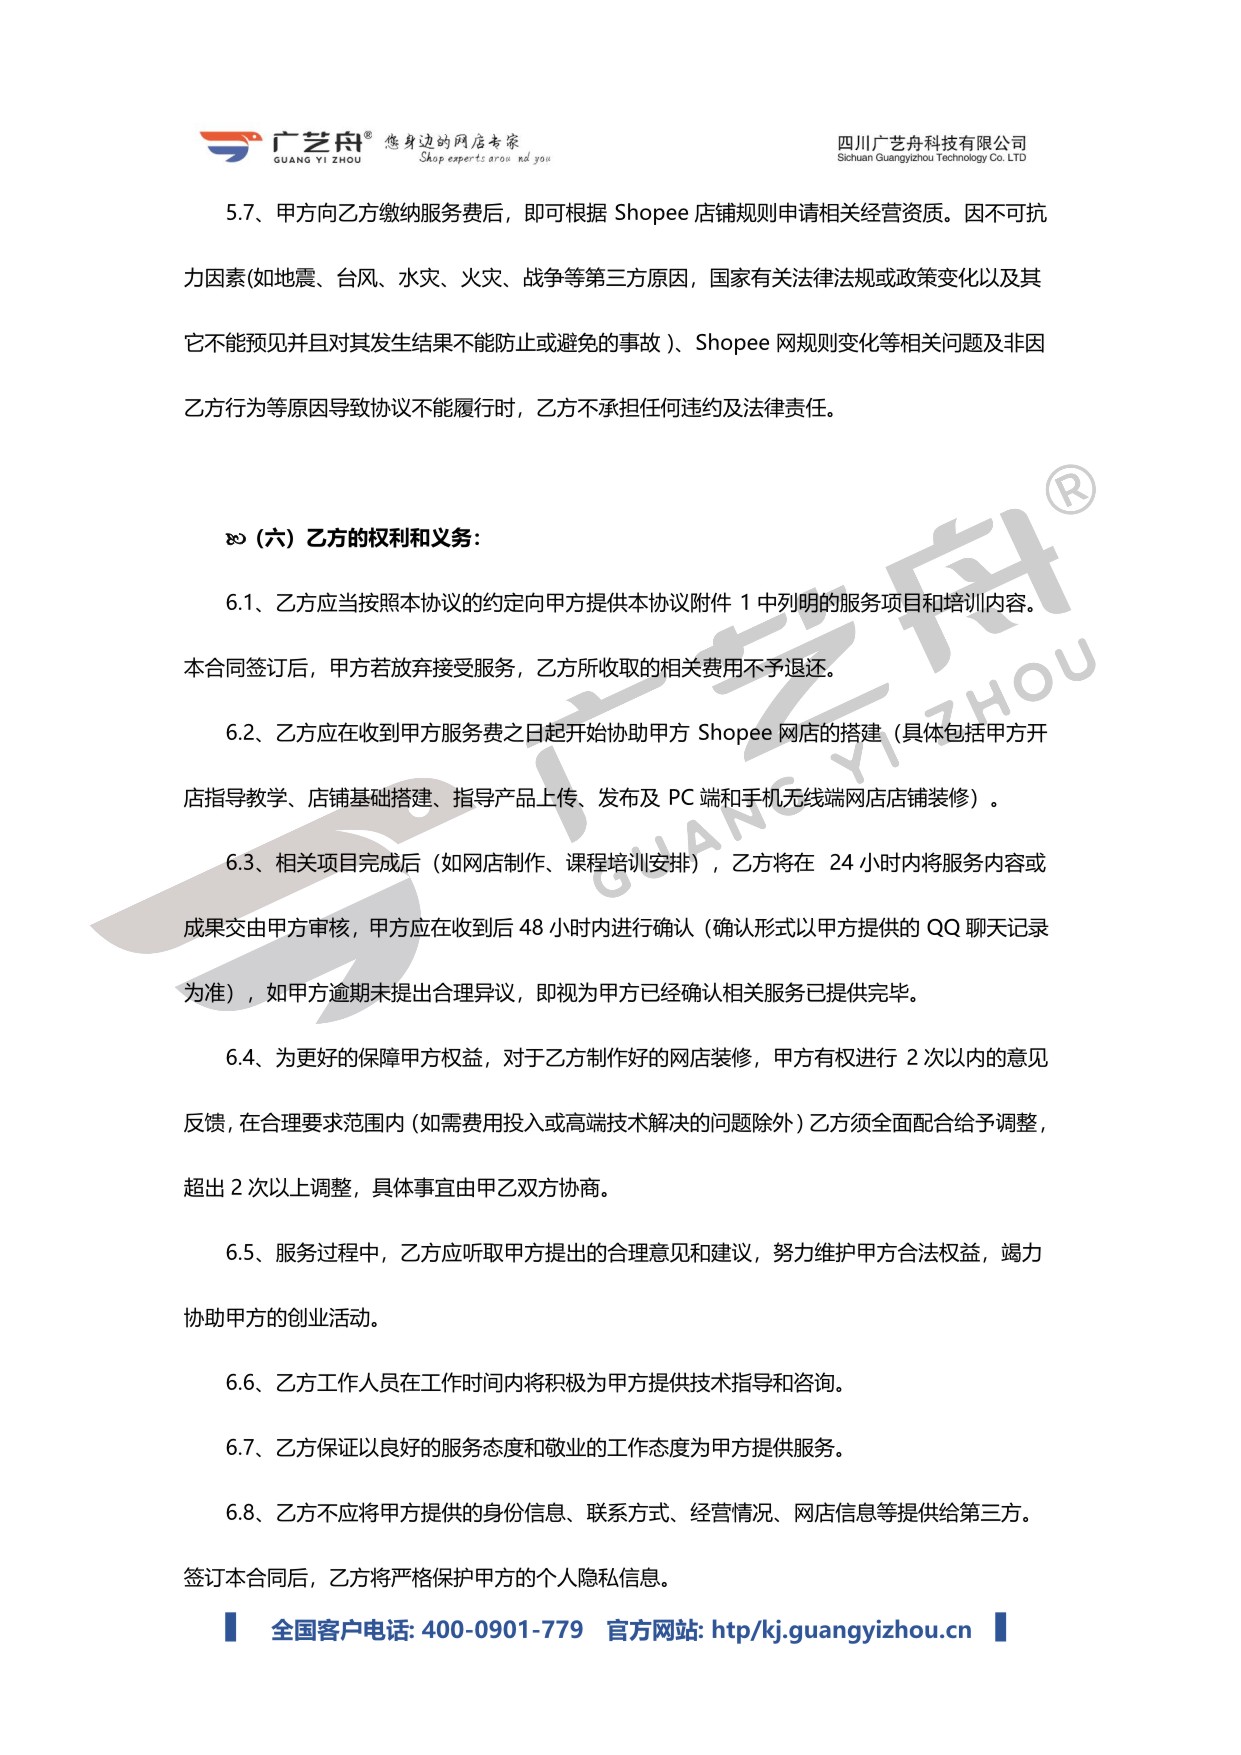 广艺舟® 您身边的网店专家
GUANG YI ZHOU Shop experts arou nd you
四川广艺舟科技有限公司
Sichuan Guangyizhou Technology Co. LTD
5.7、甲方向乙方缴纳服务费后，即可根据 Shopee 店铺规则申请相关经营资质。因不可抗
力因素(如地震、台风、水灾、火灾、战争等第三方原因，国家有关法律法规或政策变化以及其
它不能预见并且对其发生结果不能防止或避免的事故 )、Shopee 网规则变化等相关问题及非因
乙方行为等原因导致协议不能履行时，乙方不承担任何违约及法律责任。
（六）乙方的权利和义务：
6.1、乙方应当按照本协议的约定向甲方提供本协议附件 1 中列明的服务项目和培训内容。
本合同签订后，甲方若放弃接受服务，乙方所收取的相关费用不予退还。
6.2、乙方应在收到甲方服务费之日起开始协助甲方 Shopee 网店的搭建（具体包括甲方开
店指导教学、店铺基础搭建、指导产品上传、发布及 PC 端和手机无线端网店店铺装修）。
6.3、相关项目完成后（如网店制作、课程培训安排），乙方将在 24 小时内将服务内容或
成果交由甲方审核，甲方应在收到后 48 小时内进行确认（确认形式以甲方提供的 QQ 聊天记录
为准），如甲方逾期未提出合理异议，即视为甲方已经确认相关服务已提供完毕。
6.4、为更好的保障甲方权益，对于乙方制作好的网店装修，甲方有权进行 2 次以内的意见
反馈，在合理要求范围内（如需费用投入或高端技术解决的问题除外）乙方须全面配合给予调整，
超出 2 次以上调整，具体事宜由甲乙双方协商。
6.5、服务过程中，乙方应听取甲方提出的合理意见和建议，努力维护甲方合法权益，竭力
协助甲方的创业活动。
6.6、乙方工作人员在工作时间内将积极为甲方提供技术指导和咨询。
6.7、乙方保证以良好的服务态度和敬业的工作态度为甲方提供服务。
6.8、乙方不应将甲方提供的身份信息、联系方式、经营情况、网店信息等提供给第三方。
签订本合同后，乙方将严格保护甲方的个人隐私信息。
全国客户电话: 400-0901-779 官方网站: htp/kj.guangyizhou.cn
广艺舟®
GUANG YI ZHOU